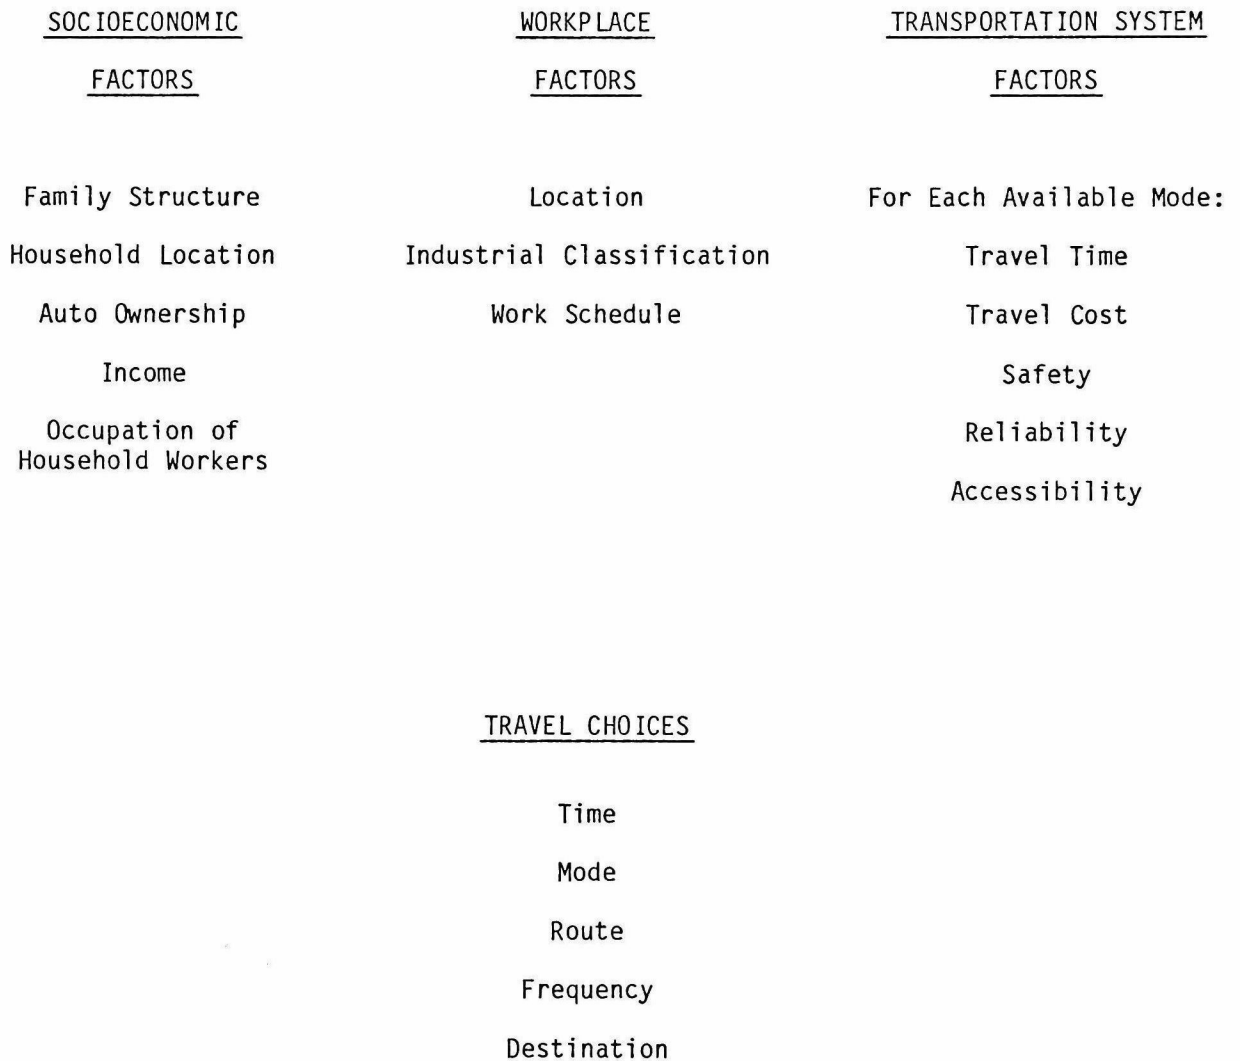 SOCIOECONOMIC
FACTORS
Family Structure
Household Location
Auto Ownership
Income
Occupation of
Household Workers
WORKPLACE
FACTORS
Location
Industrial Classification
Work Schedule
TRANSPORTATION SYSTEM
FACTORS
For Each Available Mode:
Travel Time
Travel Cost
Safety
Reliability
Accessibility
TRAVEL CHOICES
Time
Mode
Route
Frequency
Destination